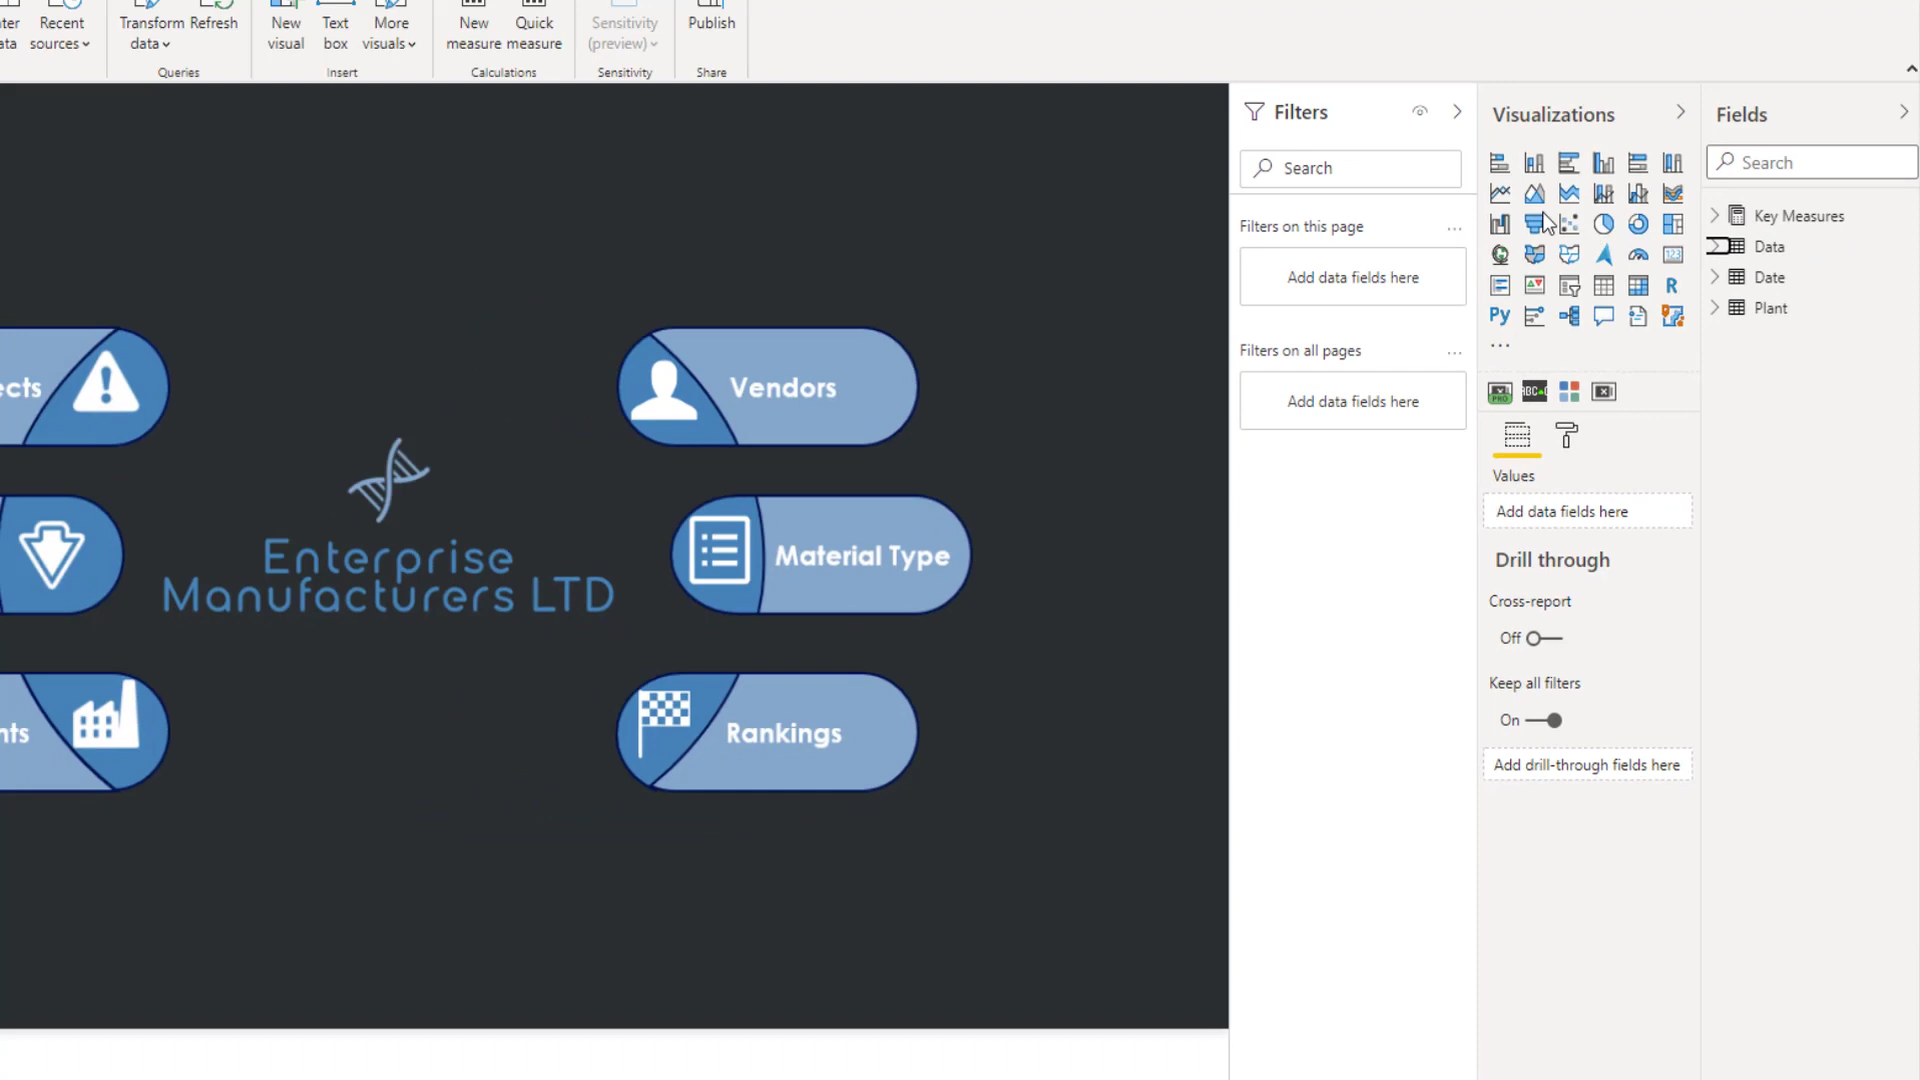 ter
ata
Recent
sources
Transform
data
Refresh
Queries
New
visual
Text
box
More
visuals
Insert
New
measure
Quick
measure
Calculations
Sensitivity
(preview)
Sensitivity
Publish
Share
ects
nts
Enterprise
Manufacturers LTD
Vendors
Material Type
Rankings
Filters
Search
Filters on this page
...
Add data fields here
Filters on all pages
...
Add data fields here
Visualizations
123
R
Py
...
PRO
ABC
Values
Add data fields here
Drill through
Cross-report
Off
Keep all filters
On
Add drill-through fields here
Fields
Search
Key Measures
Data
Date
Plant